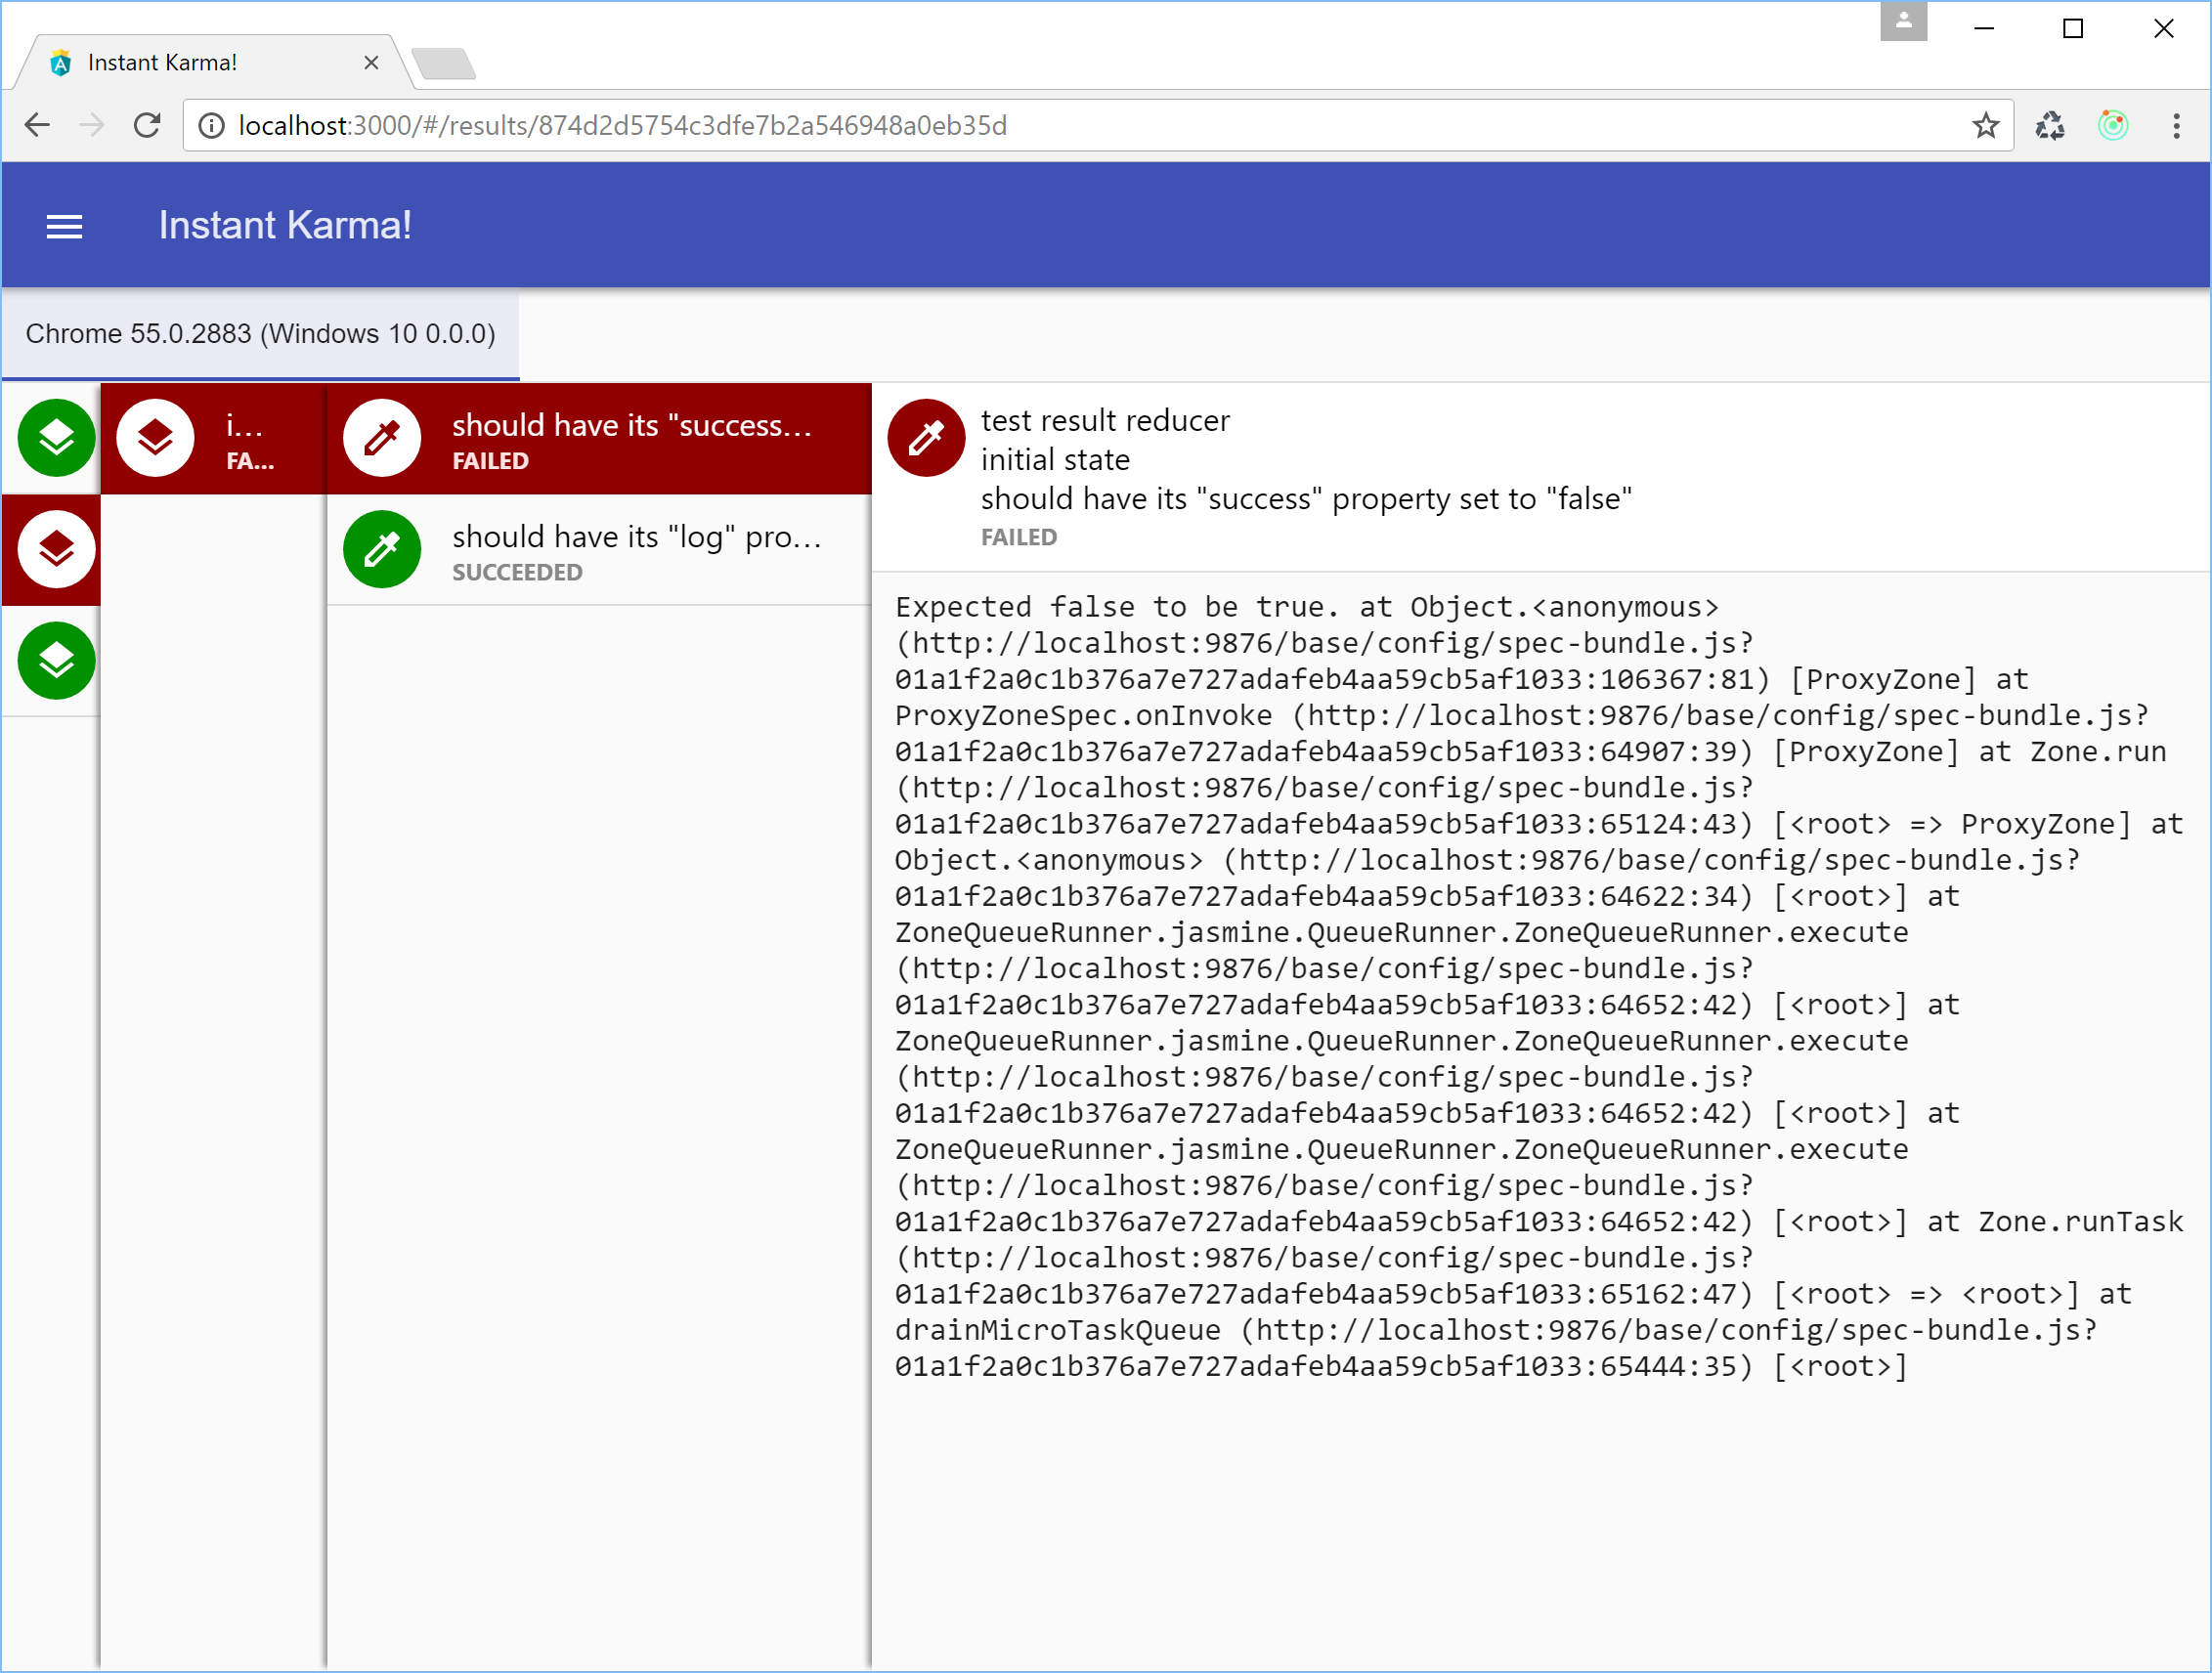 Instant Karma!
localhost:3000/#/results/874d2d5754c3dfe7b2a546948a0eb35d
Instant Karma!
Chrome 55.0.2883 (Windows 10 0.0.0)
i...
FA...
should have its "success...
FAILED
should have its "log" pro...
SUCCEEDED
test result reducer
initial state
should have its "success" property set to "false"
FAILED
Expected false to be true. at Object.<anonymous>
(http://localhost:9876/base/config/spec-bundle.js?
01a1f2a0c1b376a7e727adafeb4aa59cb5af1033:106367:81) [ProxyZone] at
ProxyZoneSpec.onInvoke (http://localhost:9876/base/config/spec-bundle.js?
01a1f2a0c1b376a7e727adafeb4aa59cb5af1033:64907:39) [ProxyZone] at Zone.run
(http://localhost:9876/base/config/spec-bundle.js?
01a1f2a0c1b376a7e727adafeb4aa59cb5af1033:65124:43) [<root> => ProxyZone] at
Object.<anonymous> (http://localhost:9876/base/config/spec-bundle.js?
01a1f2a0c1b376a7e727adafeb4aa59cb5af1033:64622:34) [<root>] at
ZoneQueueRunner.jasmine.QueueRunner.ZoneQueueRunner.execute
(http://localhost:9876/base/config/spec-bundle.js?
01a1f2a0c1b376a7e727adafeb4aa59cb5af1033:64652:42) [<root>] at
ZoneQueueRunner.jasmine.QueueRunner.ZoneQueueRunner.execute
(http://localhost:9876/base/config/spec-bundle.js?
01a1f2a0c1b376a7e727adafeb4aa59cb5af1033:64652:42) [<root>] at
ZoneQueueRunner.jasmine.QueueRunner.ZoneQueueRunner.execute
(http://localhost:9876/base/config/spec-bundle.js?
01a1f2a0c1b376a7e727adafeb4aa59cb5af1033:64652:42) [<root>] at Zone.runTask
(http://localhost:9876/base/config/spec-bundle.js?
01a1f2a0c1b376a7e727adafeb4aa59cb5af1033:65162:47) [<root> => <root>] at
drainMicroTaskQueue (http://localhost:9876/base/config/spec-bundle.js?
01a1f2a0c1b376a7e727adafeb4aa59cb5af1033:65444:35) [<root>]